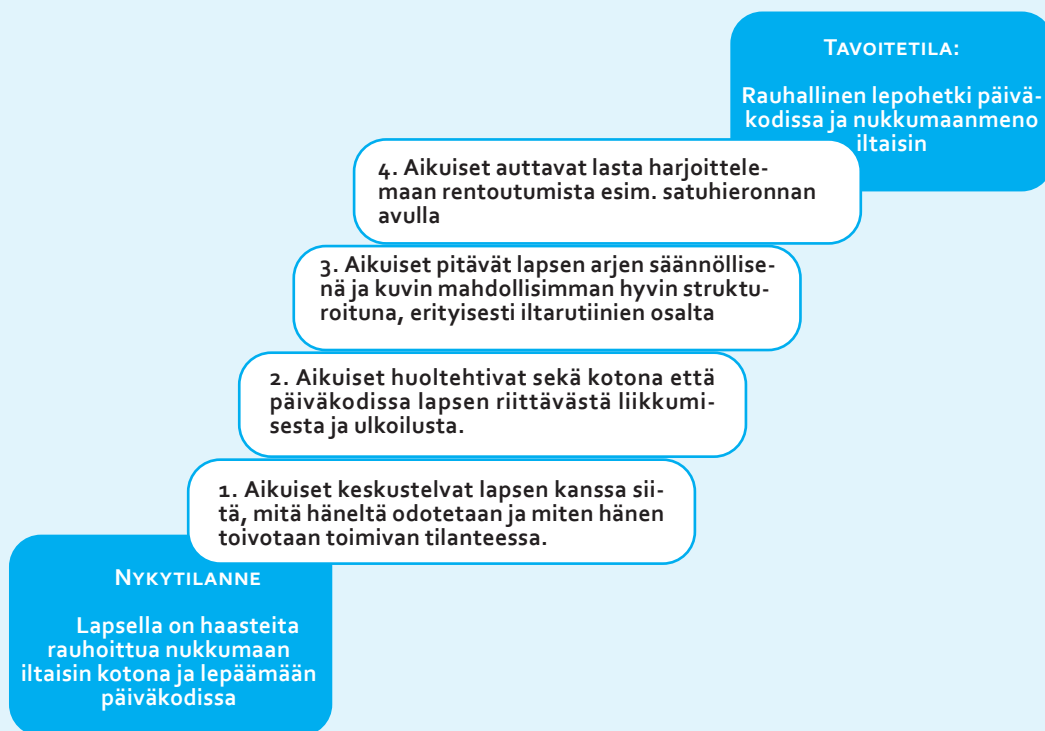 TAVOITETILA:
Rauhallinen lepohetki päivä-
kodissa ja nukkumaanmeno
iltaisin
4. Aikuiset auttavat lasta harjoittele-
maan rentoutumista esim. satuhieronnan
avulla
3. Aikuiset pitävät lapsen arjen säännöllise-
nä ja kuvin mahdollisimman hyvin struktu-
roituna, erityisesti iltarutiinien osalta
2. Aikuiset huoltehtivat sekä kotona että
päiväkodissa lapsen riittävästä liikkumi-
sesta ja ulkoilusta.
1. Aikuiset keskustelvat lapsen kanssa sii-
tä, mitä häneltä odotetaan ja miten hänen
toivotaan toimivan tilanteessa.
NYKYTILANNE
Lapsella on haasteita
rauhoittua nukkumaan
iltaisin kotona ja lepäämään
päiväkodissa